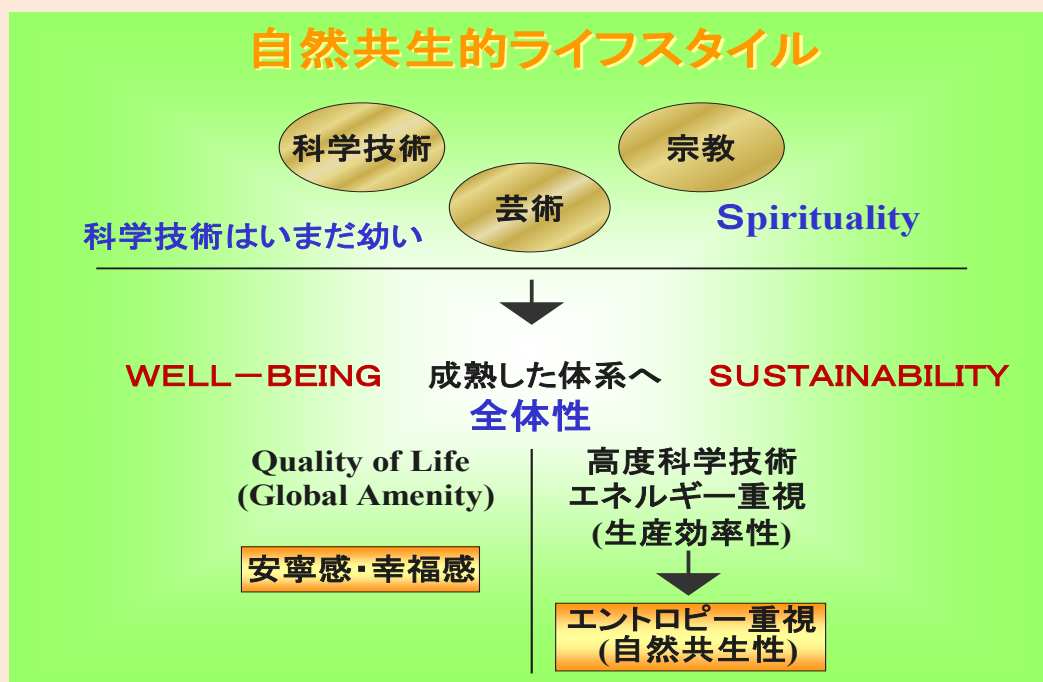 自然共生的ライフスタイル
科学技術
宗教
芸術
Spirituality
科学技術はいまだ幼い
WELL－BEING
成熟した体系へ
SUSTAINABILITY
全体性
Quality of Life
(Global Amenity)
安寧感・幸福感
高度科学技術
エネルギー重視
(生産効率性)
エントロピー重視
(自然共生性)